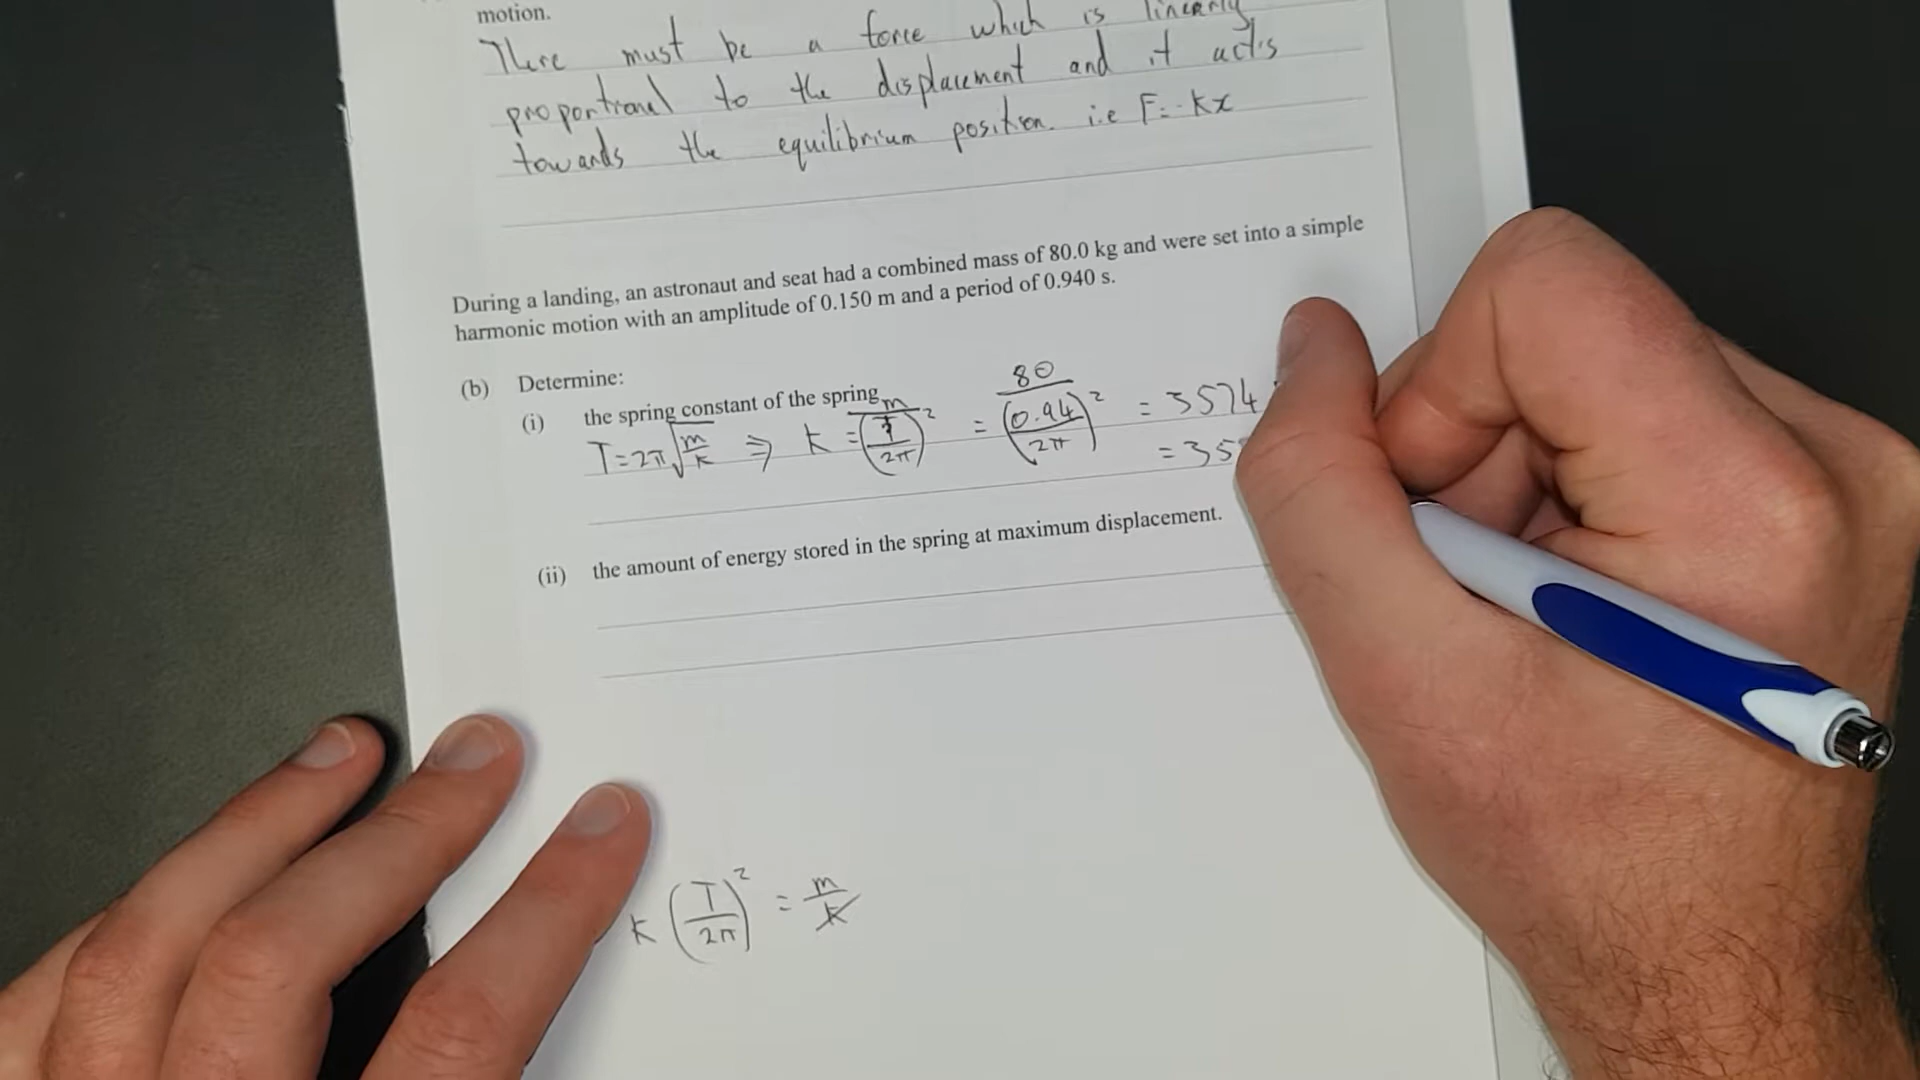 motion.
There must be a force which is linearly
proportional to the displacement and it acts
towards the equilibrium position. i.e F=-kx
During a landing, an astronaut and seat had a combined mass of 80.0 kg and were set into a simple
harmonic motion with an amplitude of 0.150 m and a period of 0.940 s.
(b) Determine:
(i) the spring constant of the spring
T=2π√(m/k) ⇒ k = m/(T/2π)² = 80/(0.94/2π)² = 3574
= 35
(ii) the amount of energy stored in the spring at maximum displacement.
k (T/2π)² = m/k